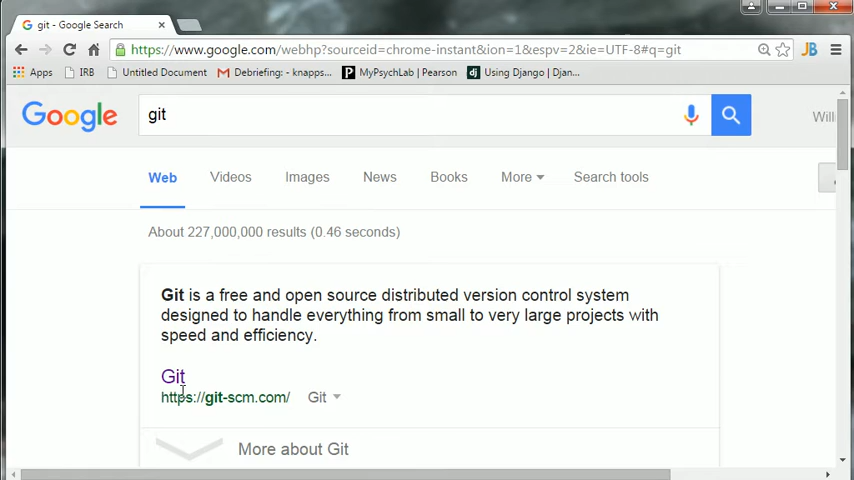 git - Google Search
https://www.google.com/webhp?sourceid=chrome-instant&ion=1&espv=2&ie=UTF-8#q=git
JB
Apps IRB Untitled Document Debriefing: - knapps... MyPsychLab | Pearson Using Django | Djan...
Google git Will
Web Videos Images News Books More Search tools
About 227,000,000 results (0.46 seconds)
Git is a free and open source distributed version control system
designed to handle everything from small to very large projects with
speed and efficiency.
Git
https://git-scm.com/ Git
More about Git